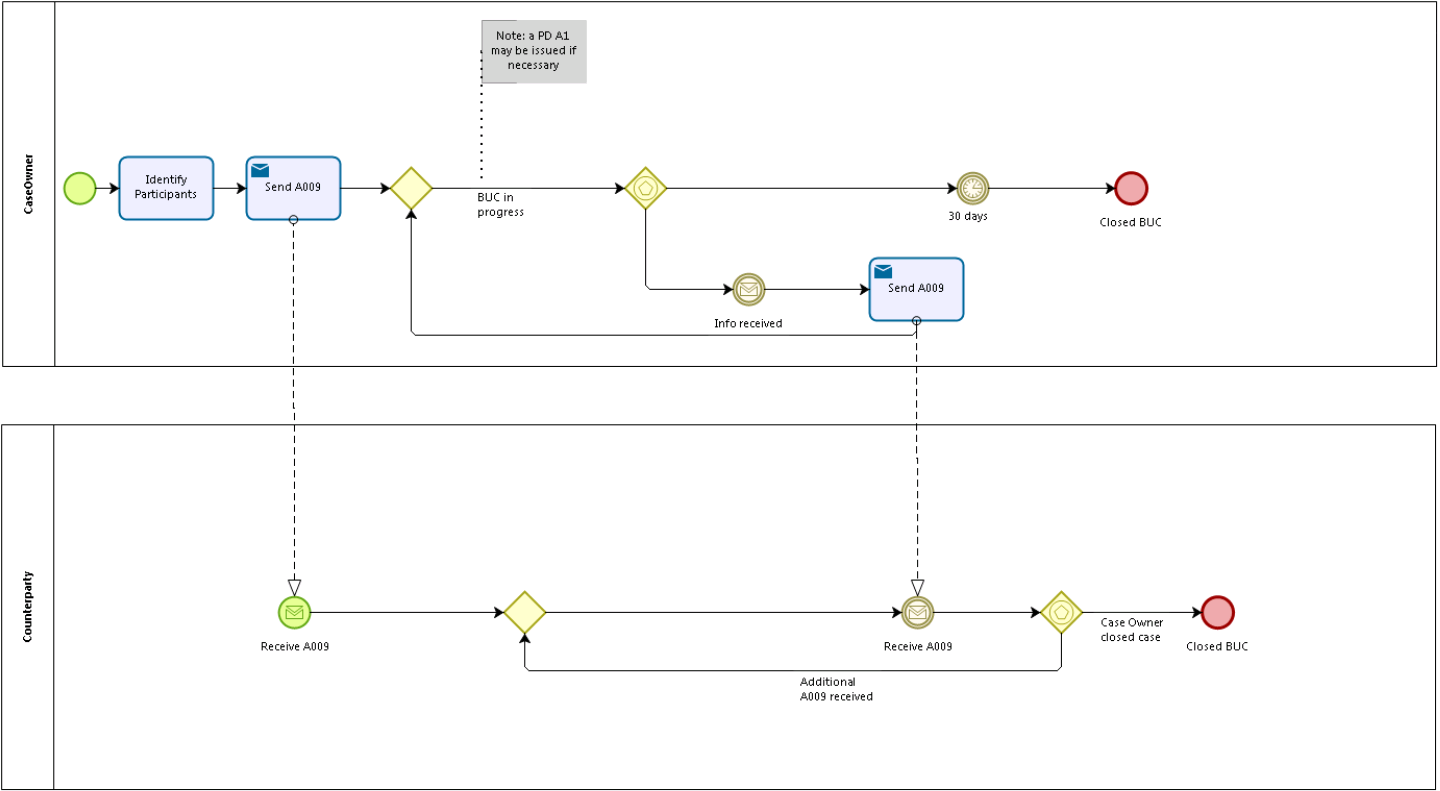 CaseOwner
Note: a PD A1
may be issued if
necessary
Identify
Participants
Send A009
BUC in
progress
30 days
Closed BUC
Info received
Send A009
Counterparty
Receive A009
Receive A009
Case Owner
closed case
Closed BUC
Additional
A009 received